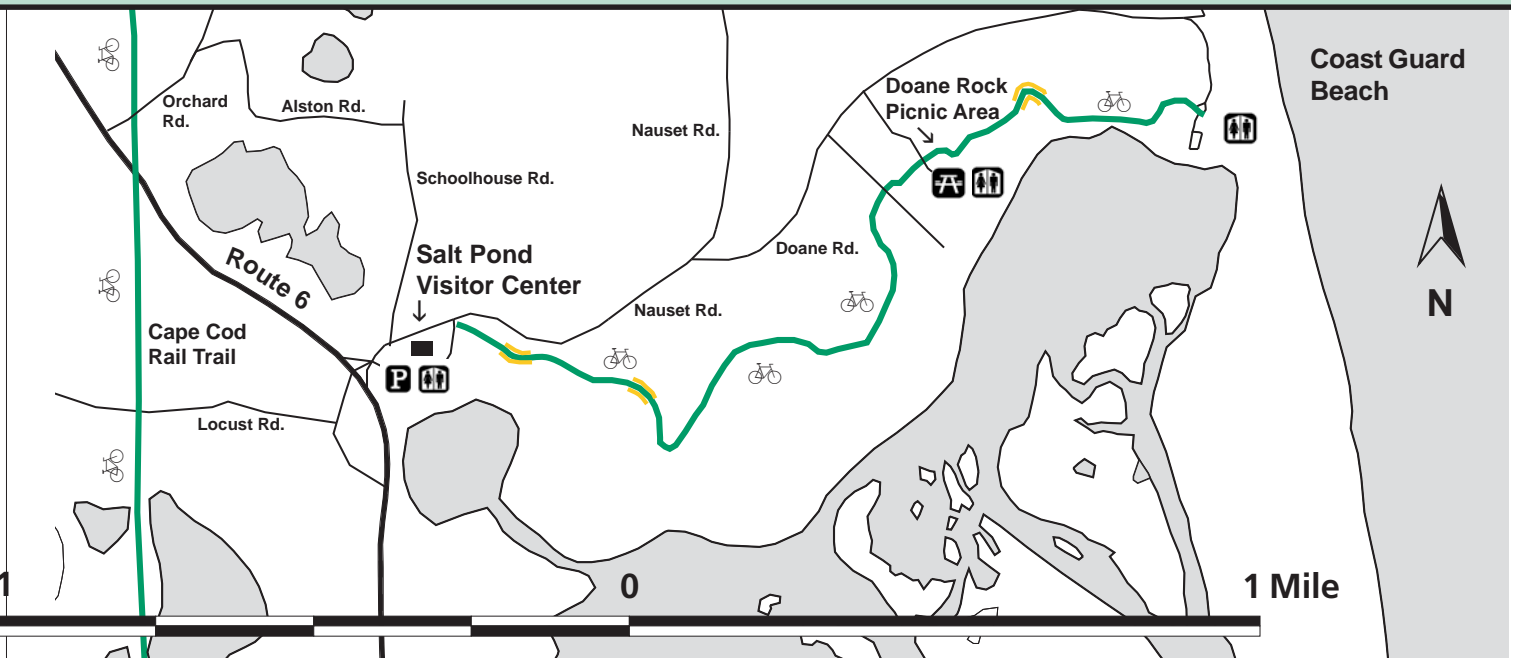 Coast Guard
Beach
Doane Rock
Picnic Area
Orchard
Rd.
Alston Rd.
Nauset Rd.
Schoolhouse Rd.
Salt Pond
Visitor Center
Doane Rd.
Route 6
Nauset Rd.
N
Cape Cod
Rail Trail
P
Locust Rd.
1
0
1 Mile